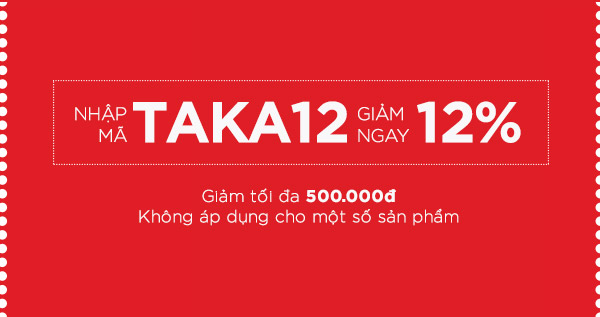 NHẬP MÃ TAKA12 GIẢM NGAY 12%
Giảm tối đa 500.000đ
Không áp dụng cho một số sản phẩm